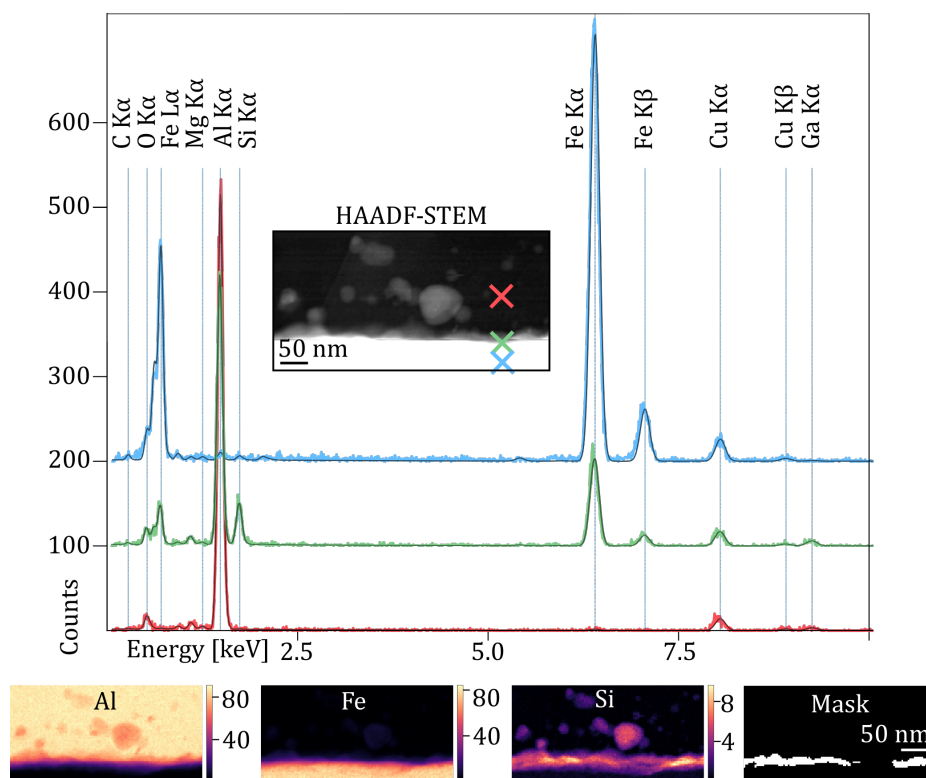 600
500
400
300
200
100
Counts
C Kα
O Kα
Fe Lα
Mg Kα
Al Kα
Si Kα
Fe Kα
Fe Kβ
Cu Kα
Cu Kβ
Ga Kα
HAADF-STEM
50 nm
Energy [keV] 2.5 5.0 7.5
Al
80
40
Fe
80
40
Si
8
4
Mask
50 nm